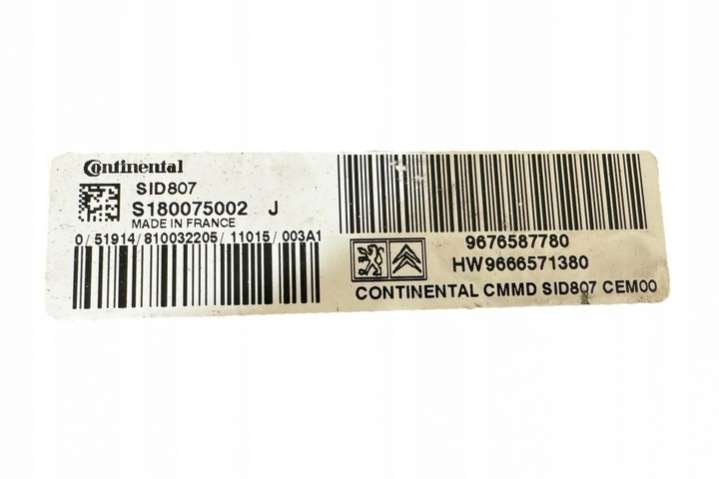 Continental
SID807
S180075002 J
MADE IN FRANCE
0/51914/810032205/11015/003A1
9676587780
HW9666571380
CONTINENTAL CMMD SID807 CEM00